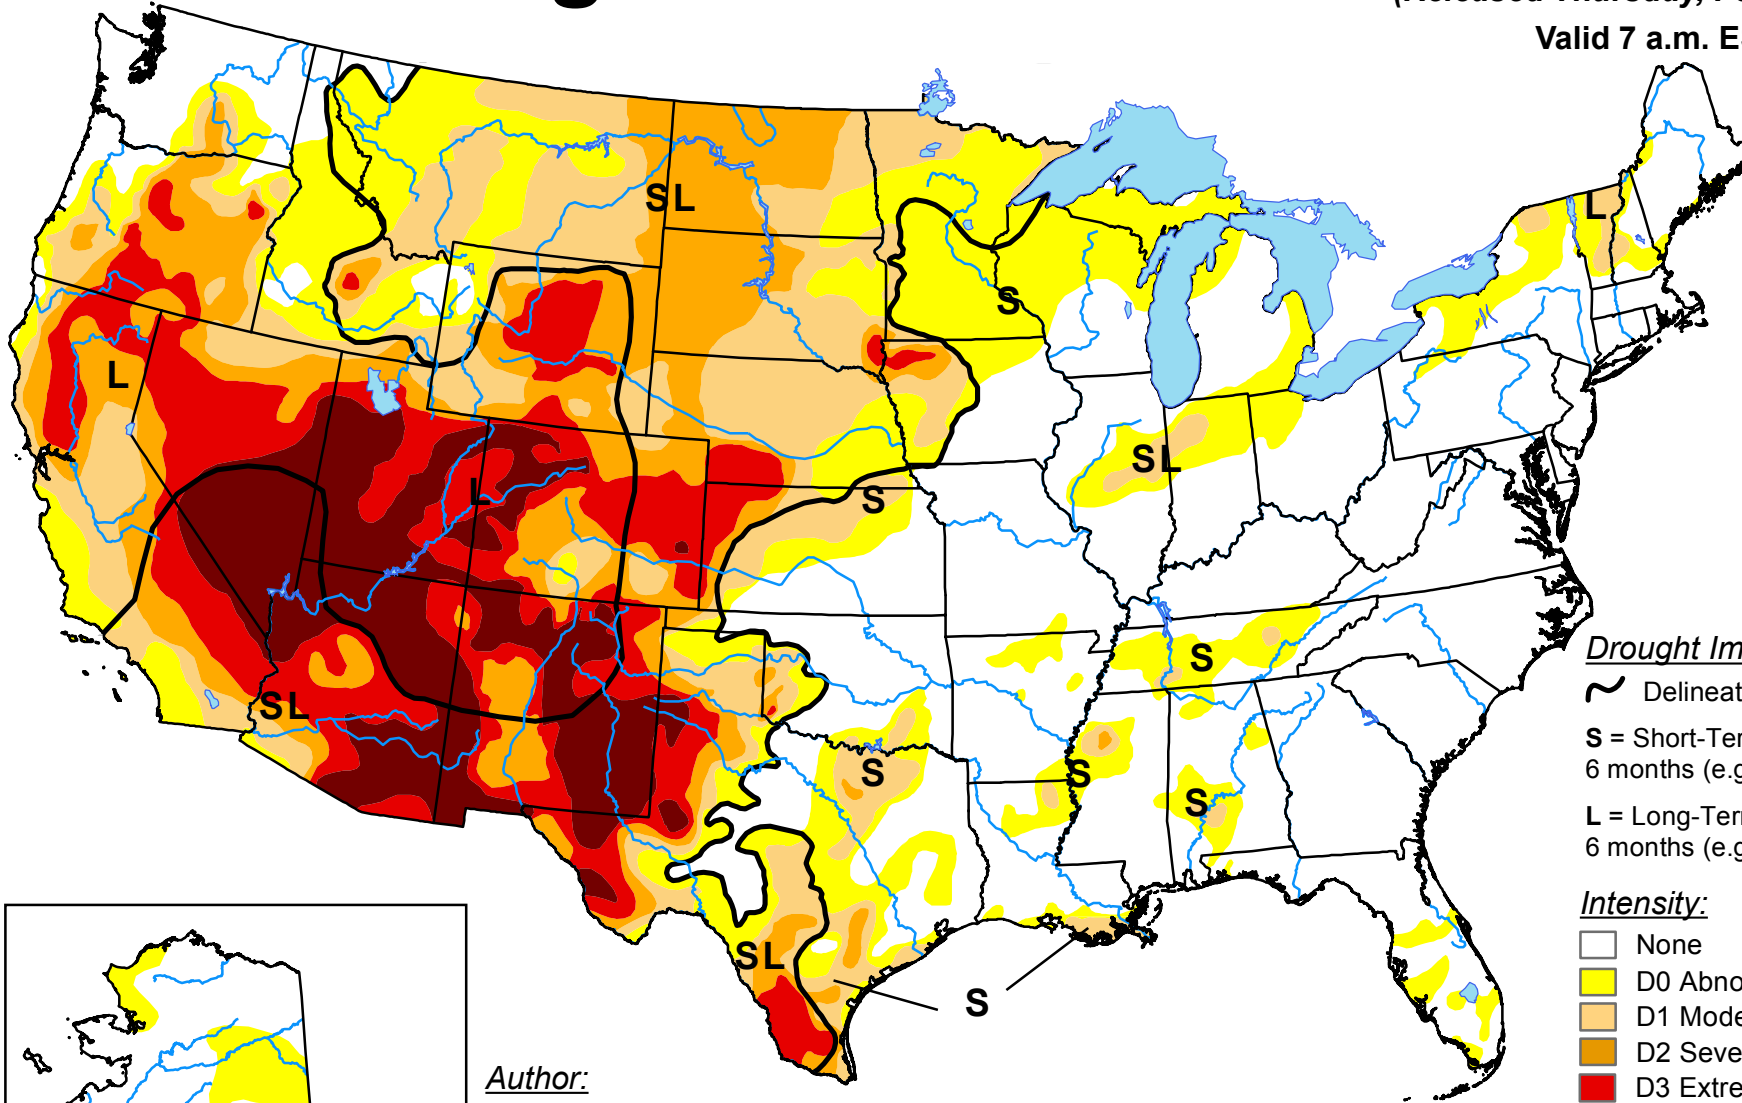 Valid 7 a.m. E
SL
L
L
S
S
SL
L
S
S
SL
S
S
S
SL
S
Drought Im
Delineat
S = Short-Ter
6 months (e.g
L = Long-Ter
6 months (e.g
Intensity:
None
D0 Abno
D1 Mode
D2 Seve
D3 Extre
Author: